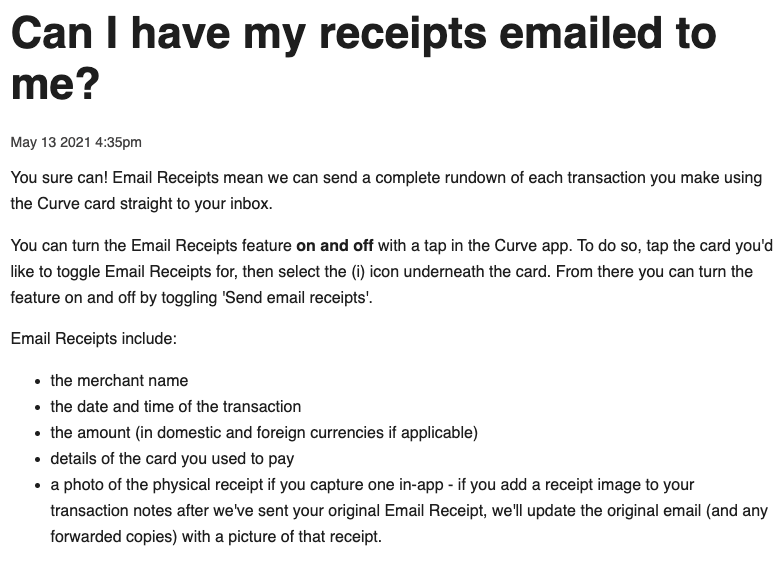 Can I have my receipts emailed to
me?
May 13 2021 4:35pm
You sure can! Email Receipts mean we can send a complete rundown of each transaction you make using
the Curve card straight to your inbox.
You can turn the Email Receipts feature on and off with a tap in the Curve app. To do so, tap the card you'd
like to toggle Email Receipts for, then select the (i) icon underneath the card. From there you can turn the
feature on and off by toggling 'Send email receipts'.
Email Receipts include:
• the merchant name
• the date and time of the transaction
• the amount (in domestic and foreign currencies if applicable)
• details of the card you used to pay
• a photo of the physical receipt if you capture one in-app - if you add a receipt image to your
transaction notes after we've sent your original Email Receipt, we'll update the original email (and any
forwarded copies) with a picture of that receipt.